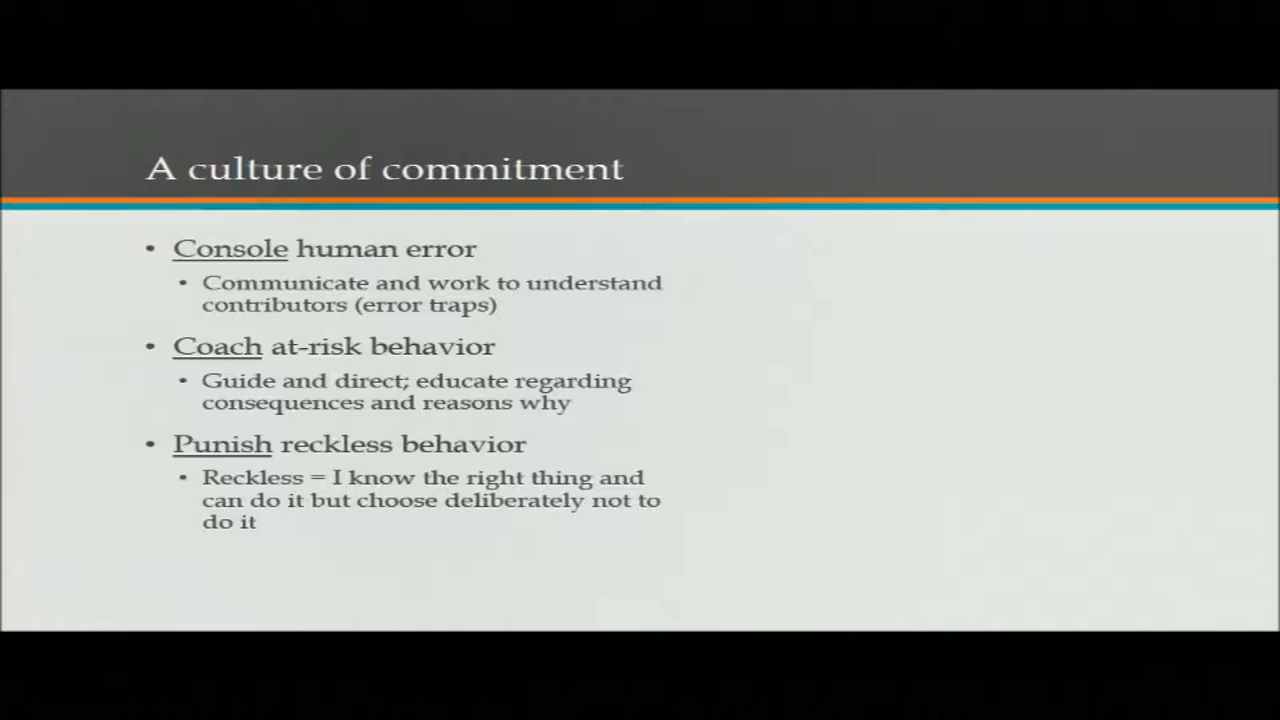 A culture of commitment
• Console human error
• Communicate and work to understand
contributors (error traps)
• Coach at-risk behavior
• Guide and direct; educate regarding
consequences and reasons why
• Punish reckless behavior
• Reckless = I know the right thing and
can do it but choose deliberately not to
do it